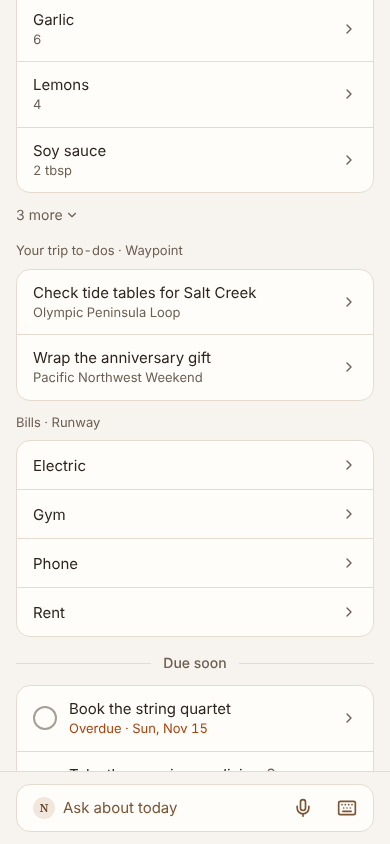 Garlic
6
Lemons
4
Soy sauce
2 tbsp
3 more
Your trip to-dos · Waypoint
Check tide tables for Salt Creek
Olympic Peninsula Loop
Wrap the anniversary gift
Pacific Northwest Weekend
Bills · Runway
Electric
Gym
Phone
Rent
Due soon
Book the string quartet
Overdue · Sun, Nov 15
N Ask about today